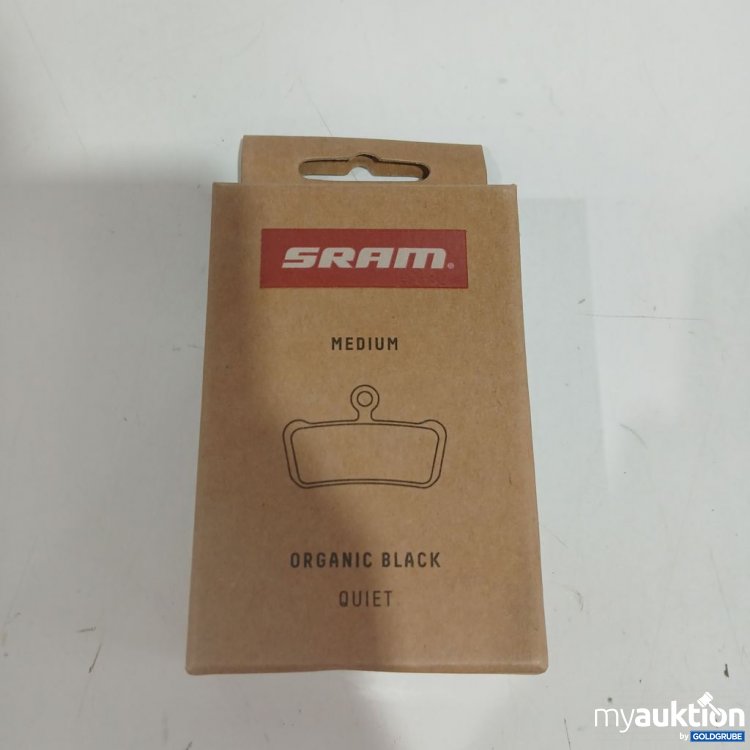 SRAM®
MEDIUM
ORGANIC BLACK
QUIET
myauktion
by GOLDGRUBE